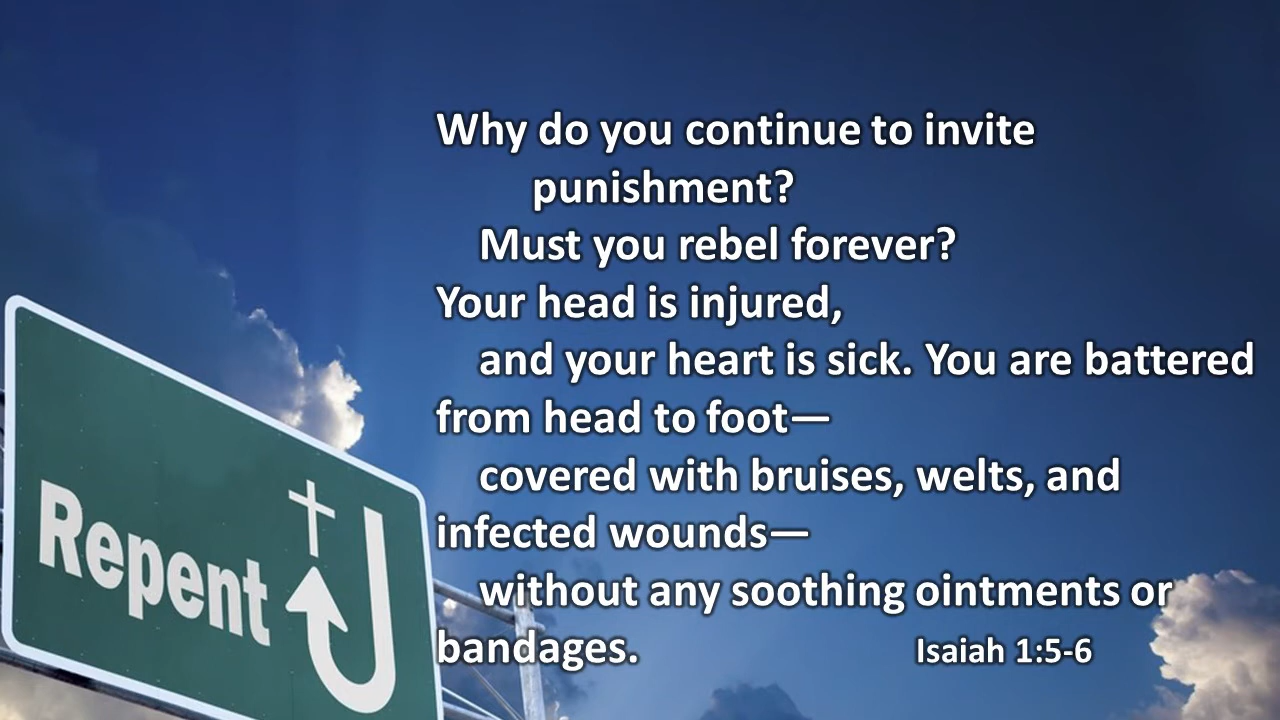 Why do you continue to invite
punishment?
Must you rebel forever?
Your head is injured,
and your heart is sick. You are battered
from head to foot—
covered with bruises, welts, and
infected wounds—
without any soothing ointments or
bandages.
Isaiah 1:5-6
Repent